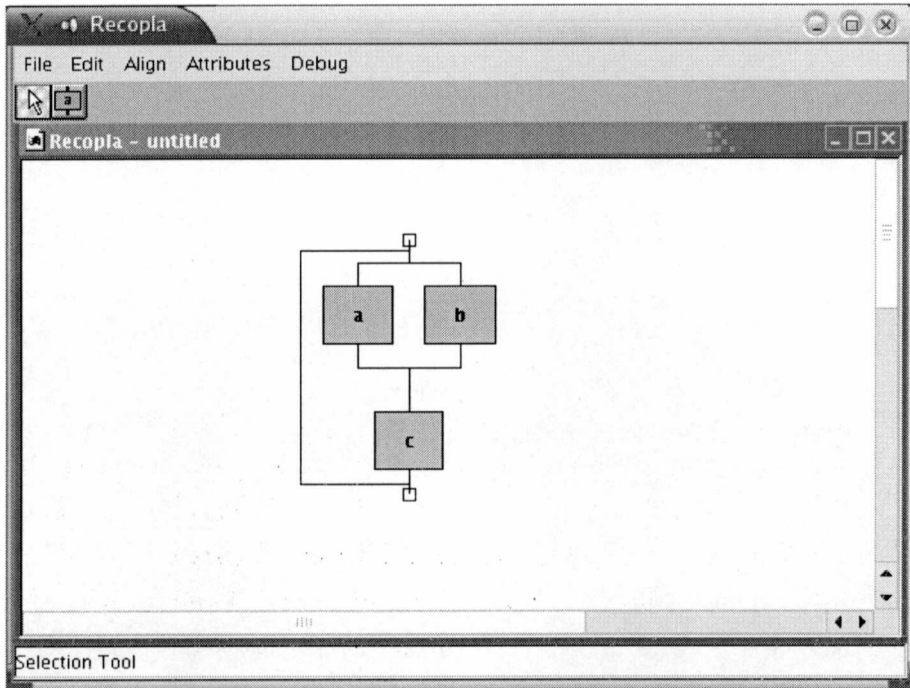 Recopla
File Edit Align Attributes Debug
a
Recopla - untitled
a b
c
Selection Tool